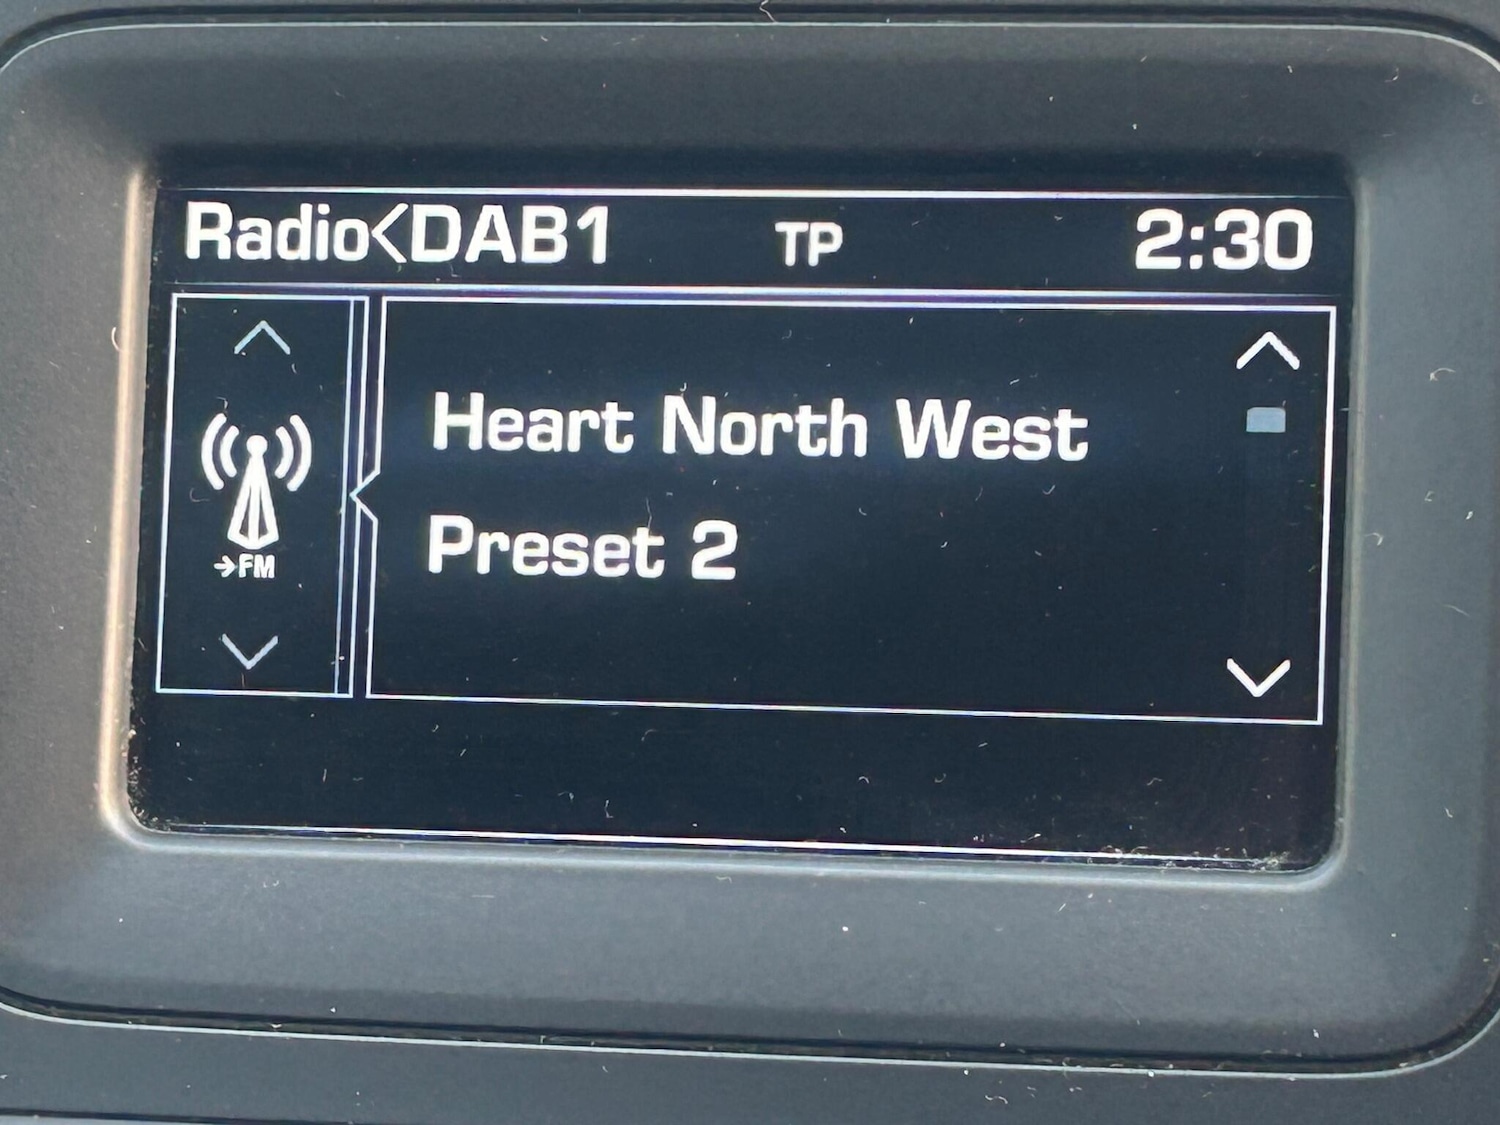 Radio<DAB1 TP 2:30
Heart North West
Preset 2
→FM